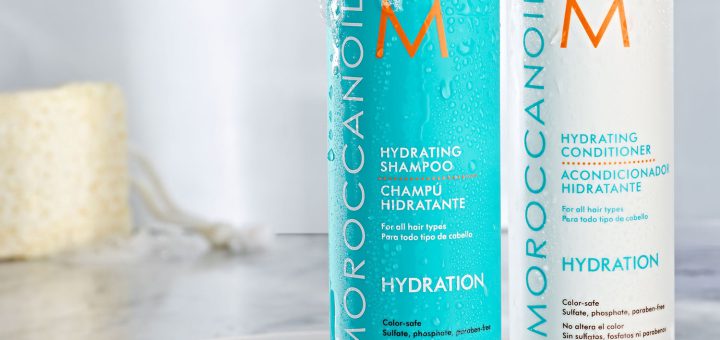 MOROCCANOIL
M
HYDRATING
SHAMPOO
CHAMPÚ
HIDRATANTE
For all hair types
Para todo tipo de cabello
HYDRATION
Color-safe
Sulfate, phosphate, paraben-free
MOROCCANOIL
M
HYDRATING
CONDITIONER
ACONDICIONADOR
HIDRATANTE
For all hair types
Para todo tipo de cabello
HYDRATION
Color-safe
Sulfate, phosphate, paraben-free
No altera el color
Sin sulfatos, fosfatos ni parabenos